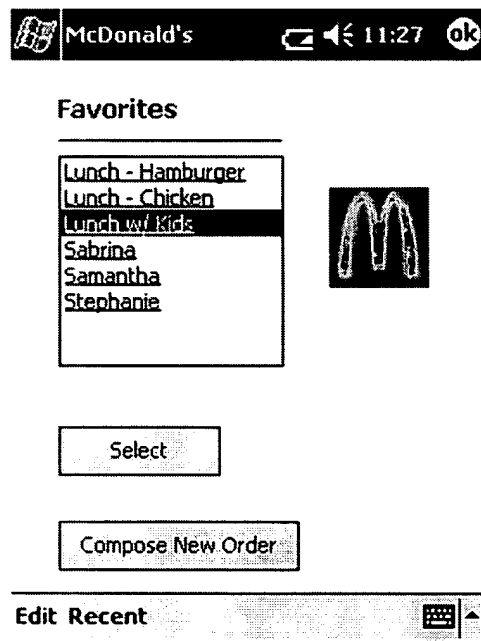 McDonald's 11:27 ok
Favorites
Lunch - Hamburger
Lunch - Chicken
Lunch w/ Kids
Sabrina
Samantha
Stephanie
Select
Compose New Order
Edit Recent